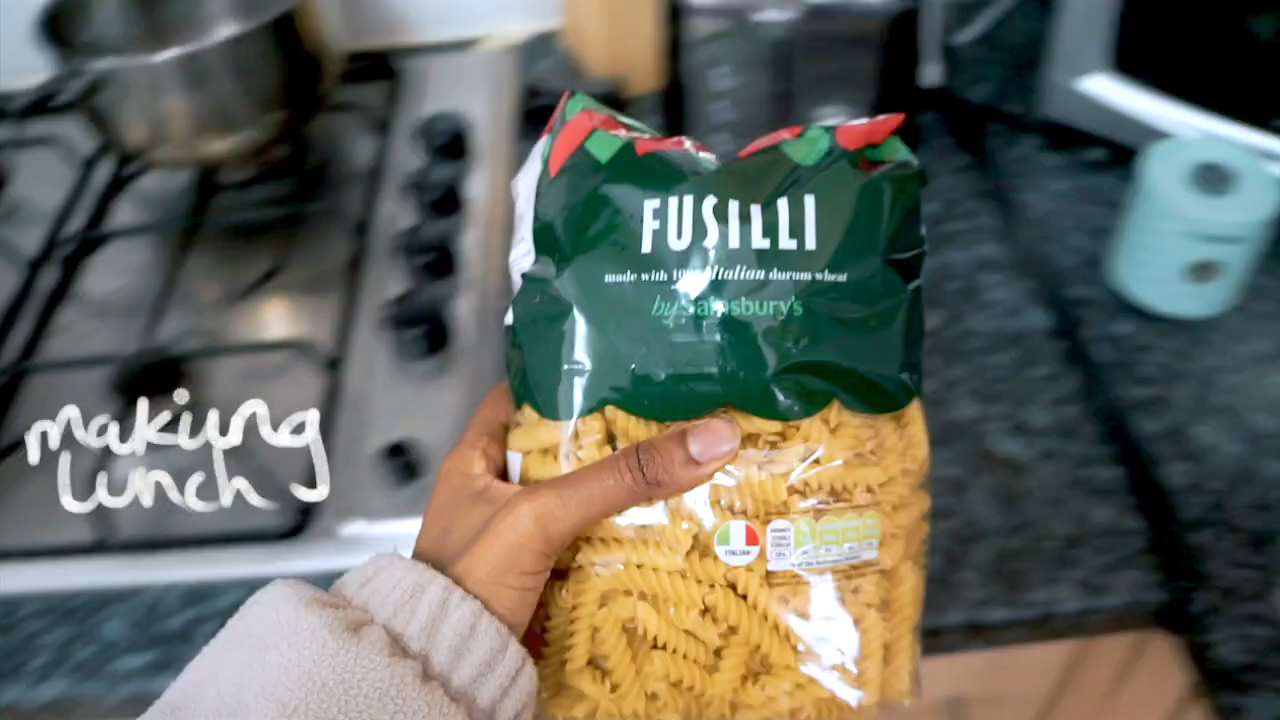 FUSILLI
made with 100% Italian durum wheat
by Sainsbury's
making
lunch
ITALIAN